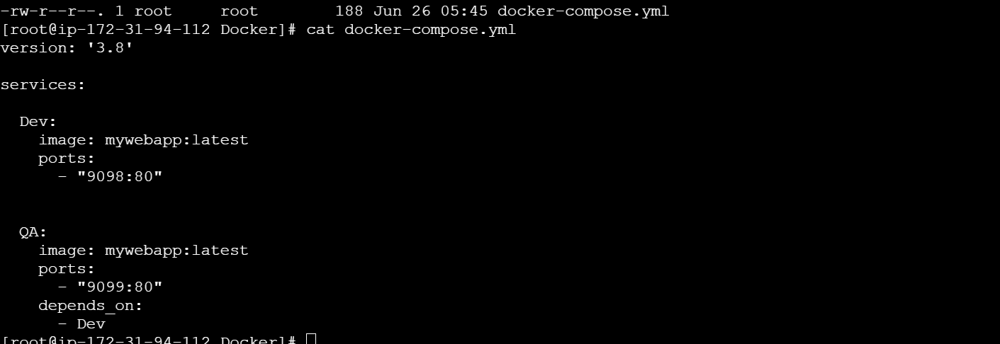 -rw-r--r--. 1 root     root        188 Jun 26 05:45 docker-compose.yml
[root@ip-172-31-94-112 Docker]# cat docker-compose.yml
version: '3.8'
services:
  Dev:
    image: mywebapp:latest
    ports:
      - "9098:80"
  QA:
    image: mywebapp:latest
    ports:
      - "9099:80"
    depends_on:
      - Dev
[root@ip-172-31-94-112 Docker]#